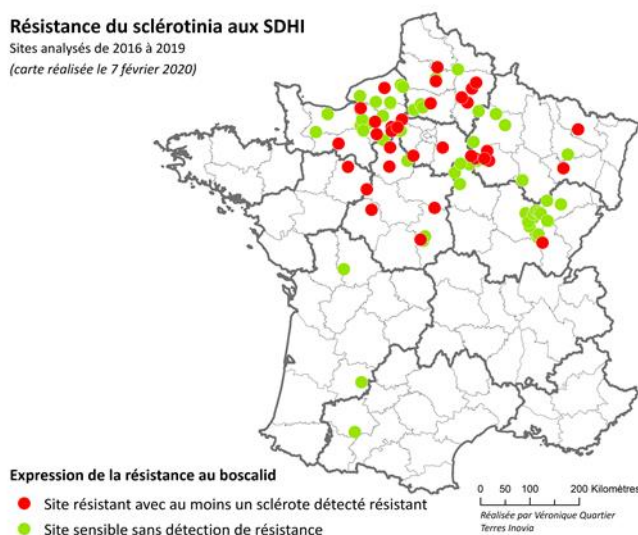 Résistance du sclérotinia aux SDHI
Sites analysés de 2016 à 2019
(carte réalisée le 7 février 2020)
Expression de la résistance au boscalid
Site résistant avec au moins un sclérote détecté résistant
Site sensible sans détection de résistance
0 50 100 200 Kilomètres
Réalisée par Véronique Quartier
Terres Inovia